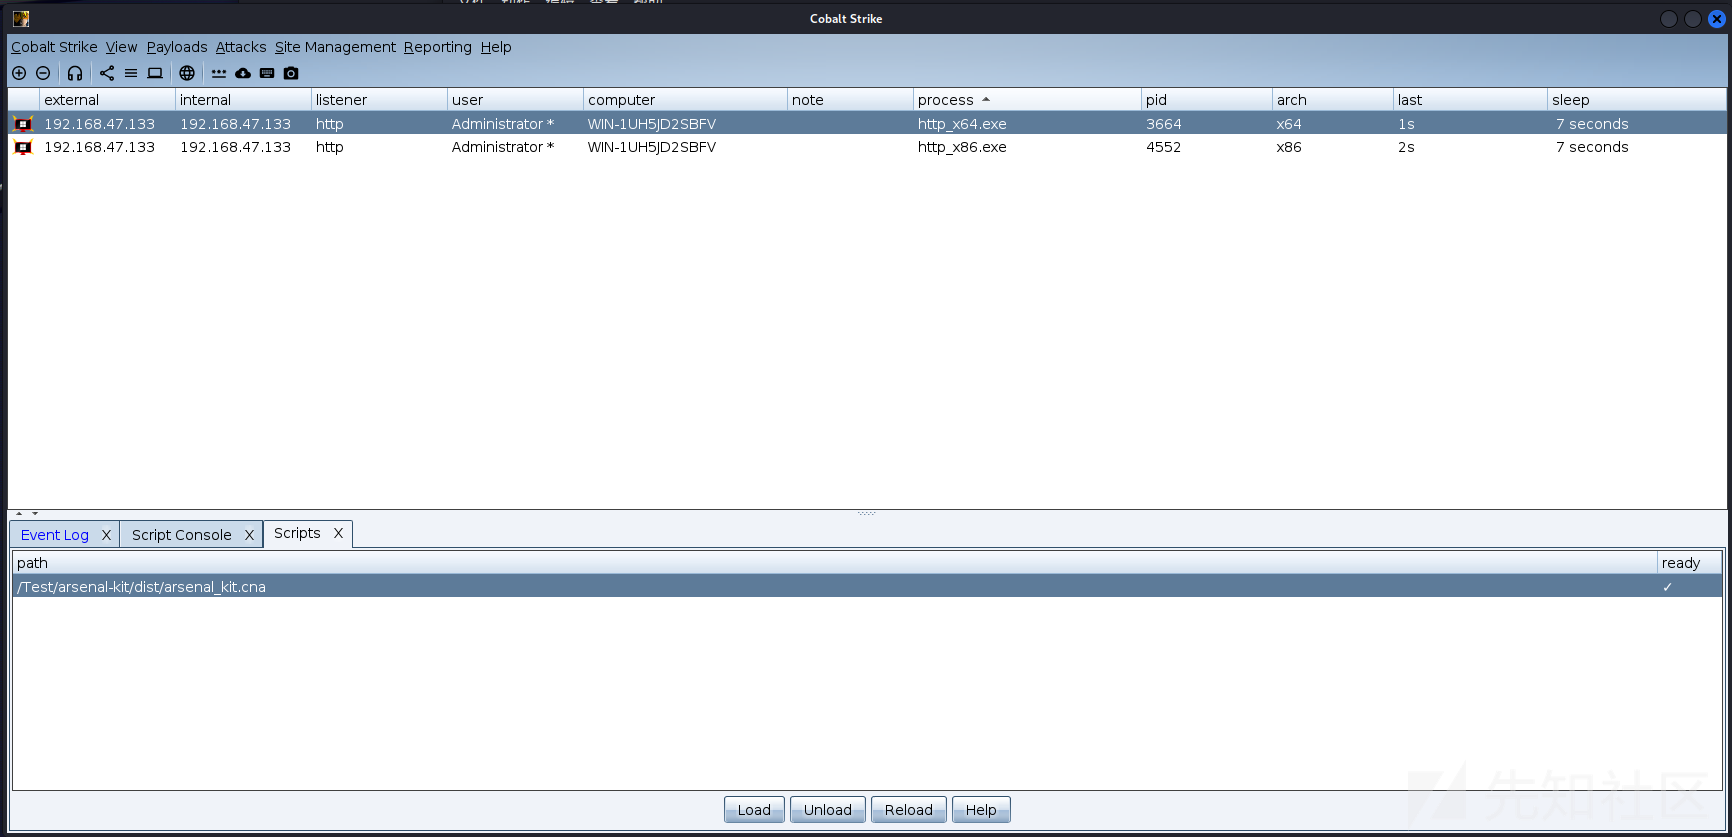 Cobalt Strike
Cobalt Strike View Payloads Attacks Site Management Reporting Help
external internal listener user computer note process pid arch last sleep
192.168.47.133 192.168.47.133 http Administrator * WIN-1UH5JD2SBFV http_x64.exe 3664 x64 1s 7 seconds
192.168.47.133 192.168.47.133 http Administrator * WIN-1UH5JD2SBFV http_x86.exe 4552 x86 2s 7 seconds
Event Log X Script Console X Scripts X
path ready
/Test/arsenal-kit/dist/arsenal_kit.cna ✓
Load Unload Reload Help
先知社区